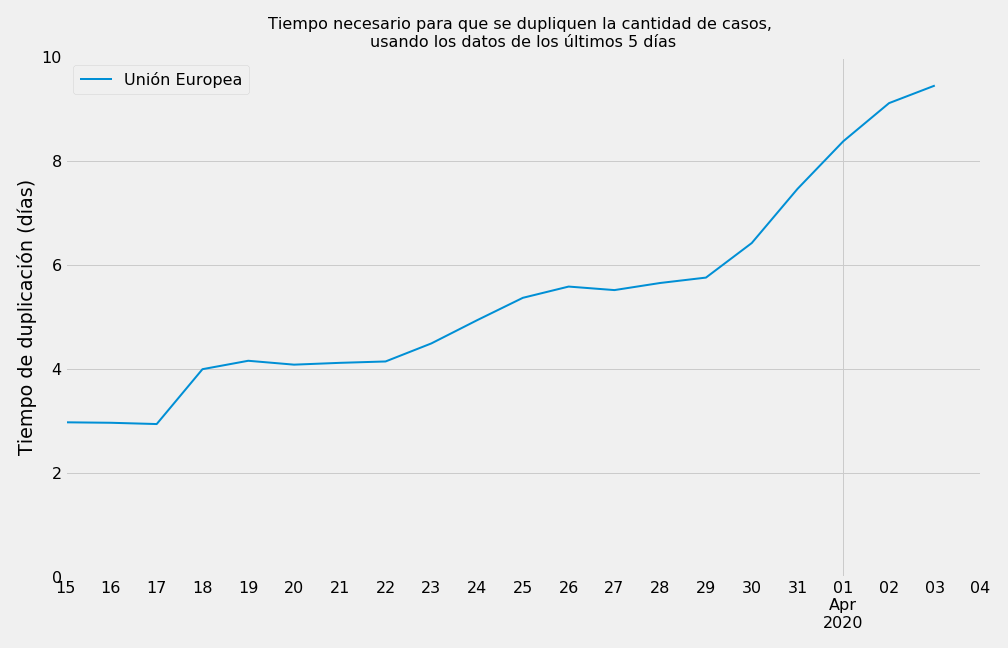 Tiempo necesario para que se dupliquen la cantidad de casos,
usando los datos de los últimos 5 días
Unión Europea
Tiempo de duplicación (días)
10
8
6
4
2
0
15 16 17 18 19 20 21 22 23 24 25 26 27 28 29 30 31 01 02 03 04
Apr
2020